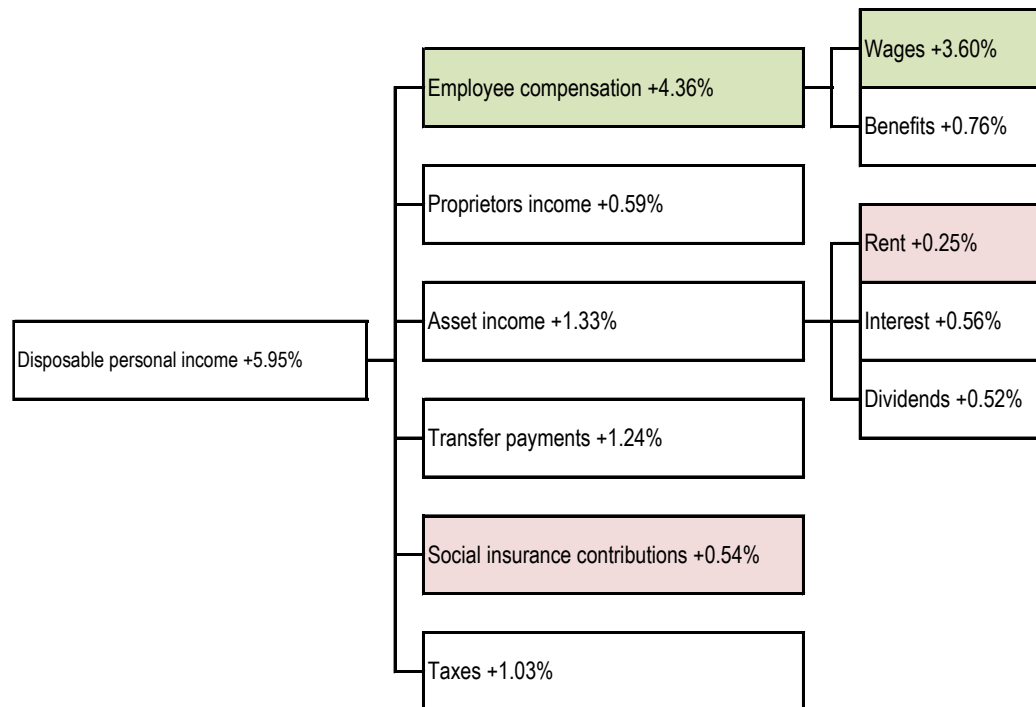 Disposable personal income +5.95%
Employee compensation +4.36%
Proprietors income +0.59%
Asset income +1.33%
Transfer payments +1.24%
Social insurance contributions +0.54%
Taxes +1.03%
Wages +3.60%
Benefits +0.76%
Rent +0.25%
Interest +0.56%
Dividends +0.52%